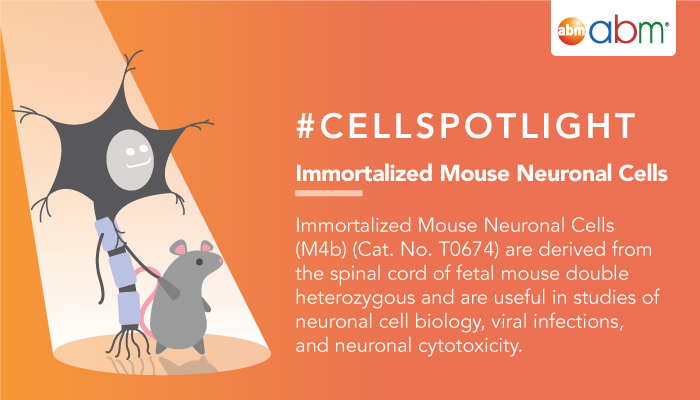 abm abm®
#CELLSPOTLIGHT
Immortalized Mouse Neuronal Cells
Immortalized Mouse Neuronal Cells
(M4b) (Cat. No. T0674) are derived from
the spinal cord of fetal mouse double
heterozygous and are useful in studies of
neuronal cell biology, viral infections,
and neuronal cytotoxicity.